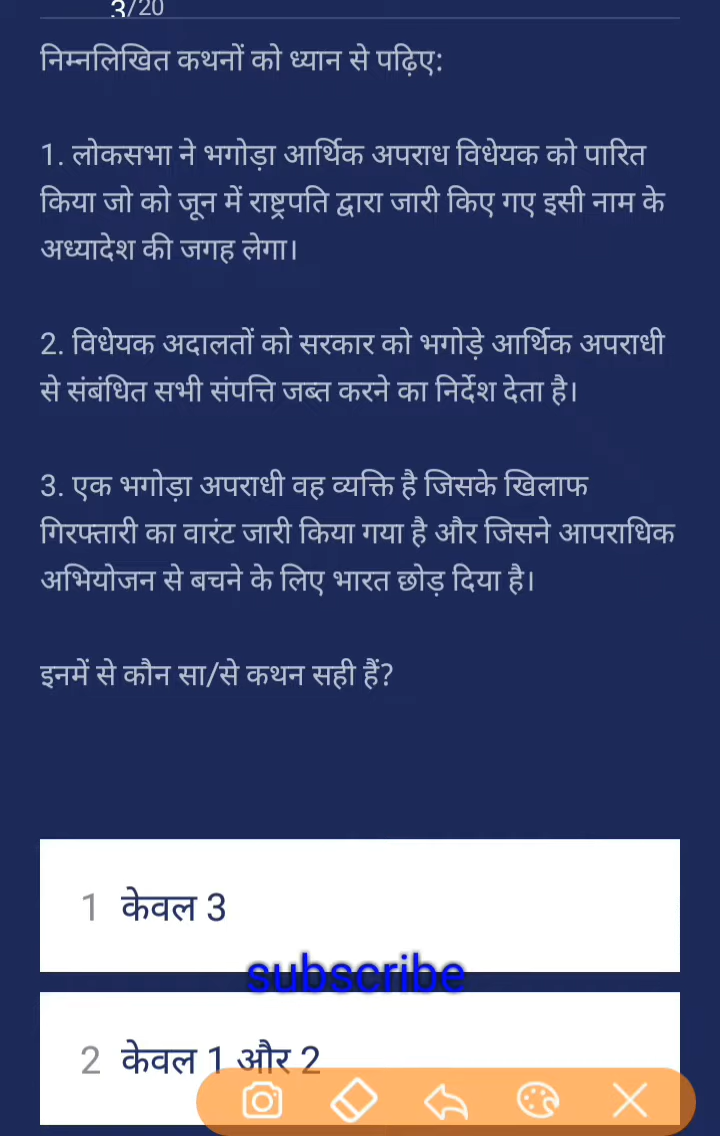 3/20
निम्नलिखित कथनों को ध्यान से पढ़िए:
1. लोकसभा ने भगोड़ा आर्थिक अपराध विधेयक को पारित
किया जो को जून में राष्ट्रपति द्वारा जारी किए गए इसी नाम के
अध्यादेश की जगह लेगा।
2. विधेयक अदालतों को सरकार को भगोड़े आर्थिक अपराधी
से संबंधित सभी संपत्ति जब्त करने का निर्देश देता है।
3. एक भगोड़ा अपराधी वह व्यक्ति है जिसके खिलाफ
गिरफ्तारी का वारंट जारी किया गया है और जिसने आपराधिक
अभियोजन से बचने के लिए भारत छोड़ दिया है।
इनमें से कौन सा/से कथन सही हैं?
1 केवल 3
subscribe
2 केवल 1 और 2